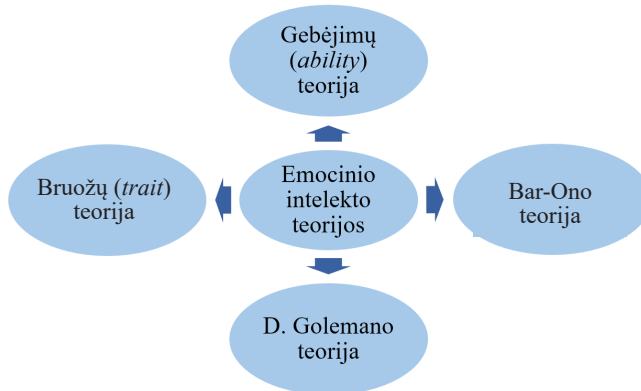 Gebėjimų
(ability)
teorija
Bruožų (trait)
teorija
Emocinio
intelekto
teorijos
Bar-Ono
teorija
D. Golemano
teorija